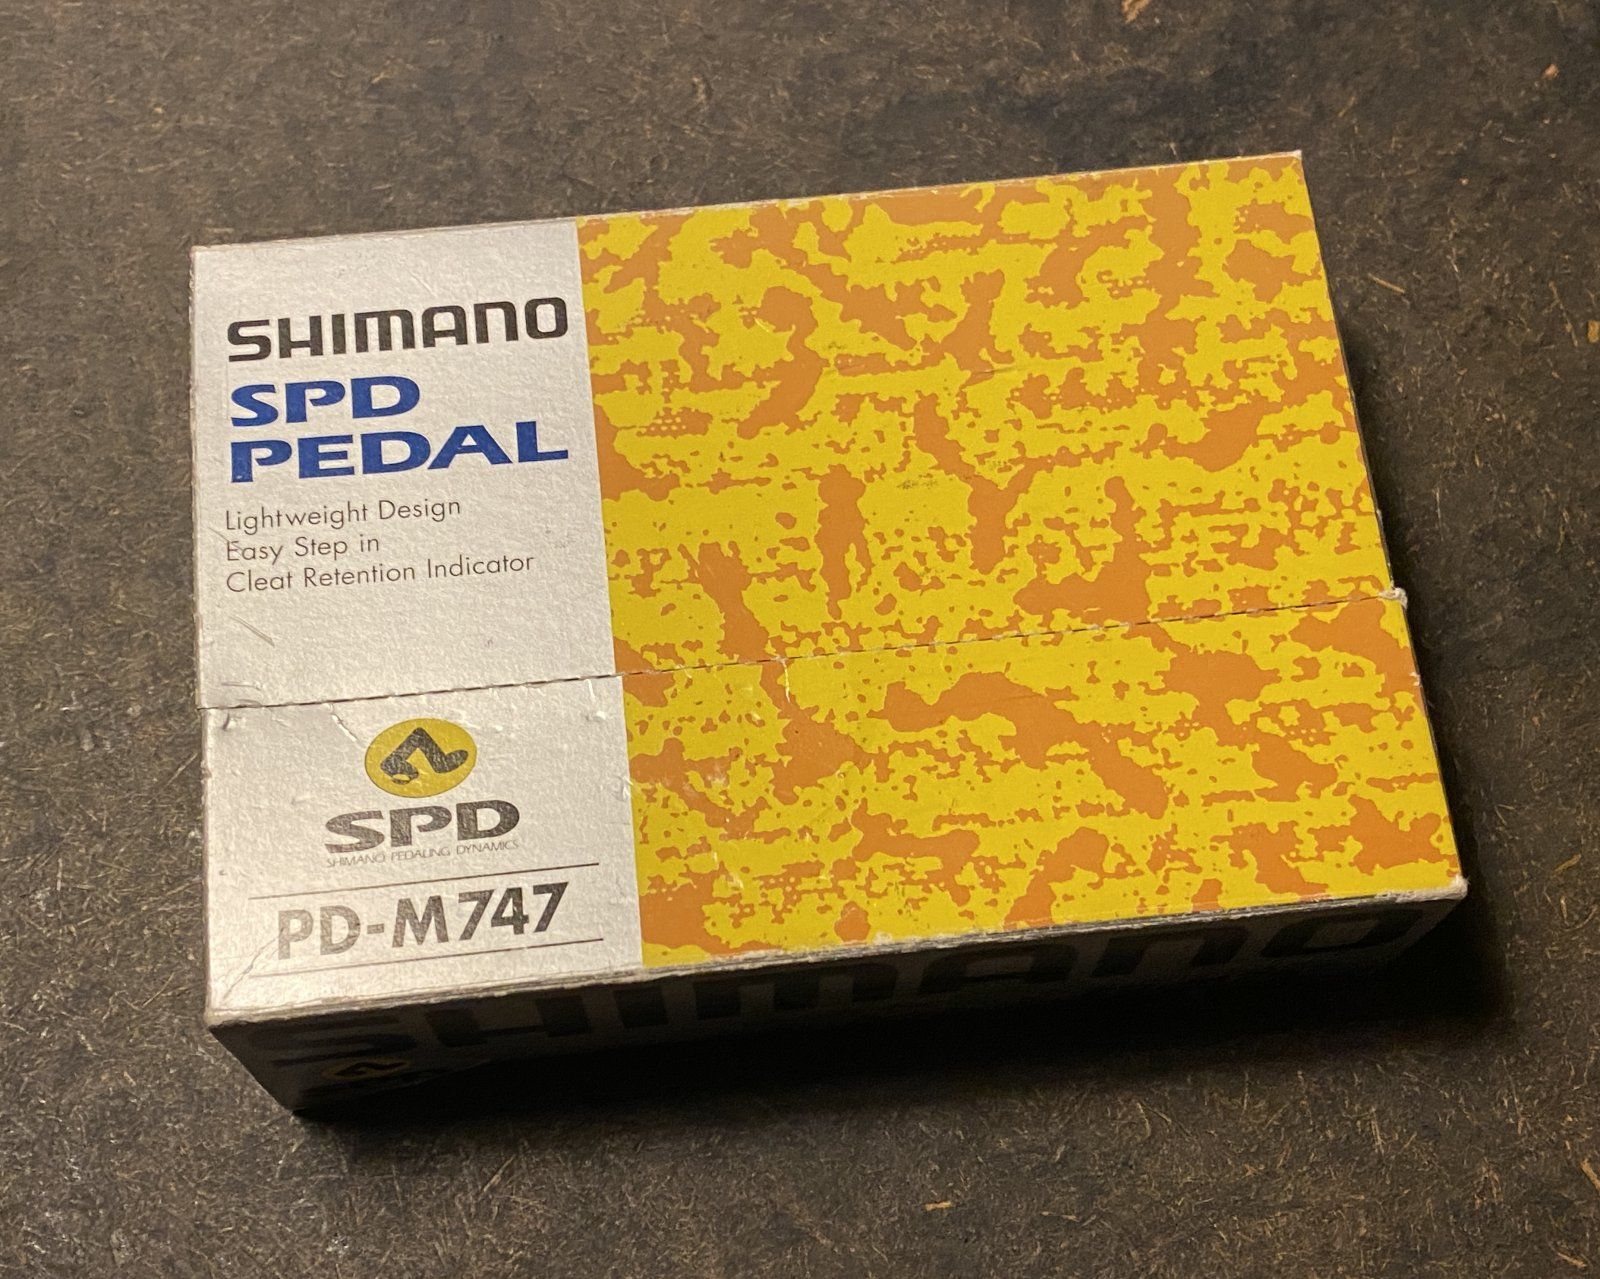 SHIMANO
SPD
PEDAL
Lightweight Design
Easy Step in
Cleat Retention Indicator
SPD
SHIMANO PEDALING DYNAMICS
PD-M747
SHIMANO